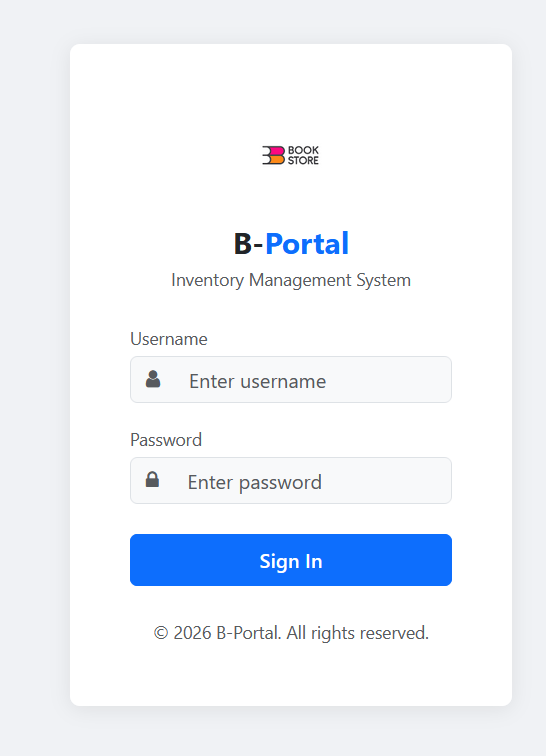 BOOK
STORE
B-Portal
Inventory Management System
Username
Enter username
Password
Enter password
Sign In
© 2026 B-Portal. All rights reserved.